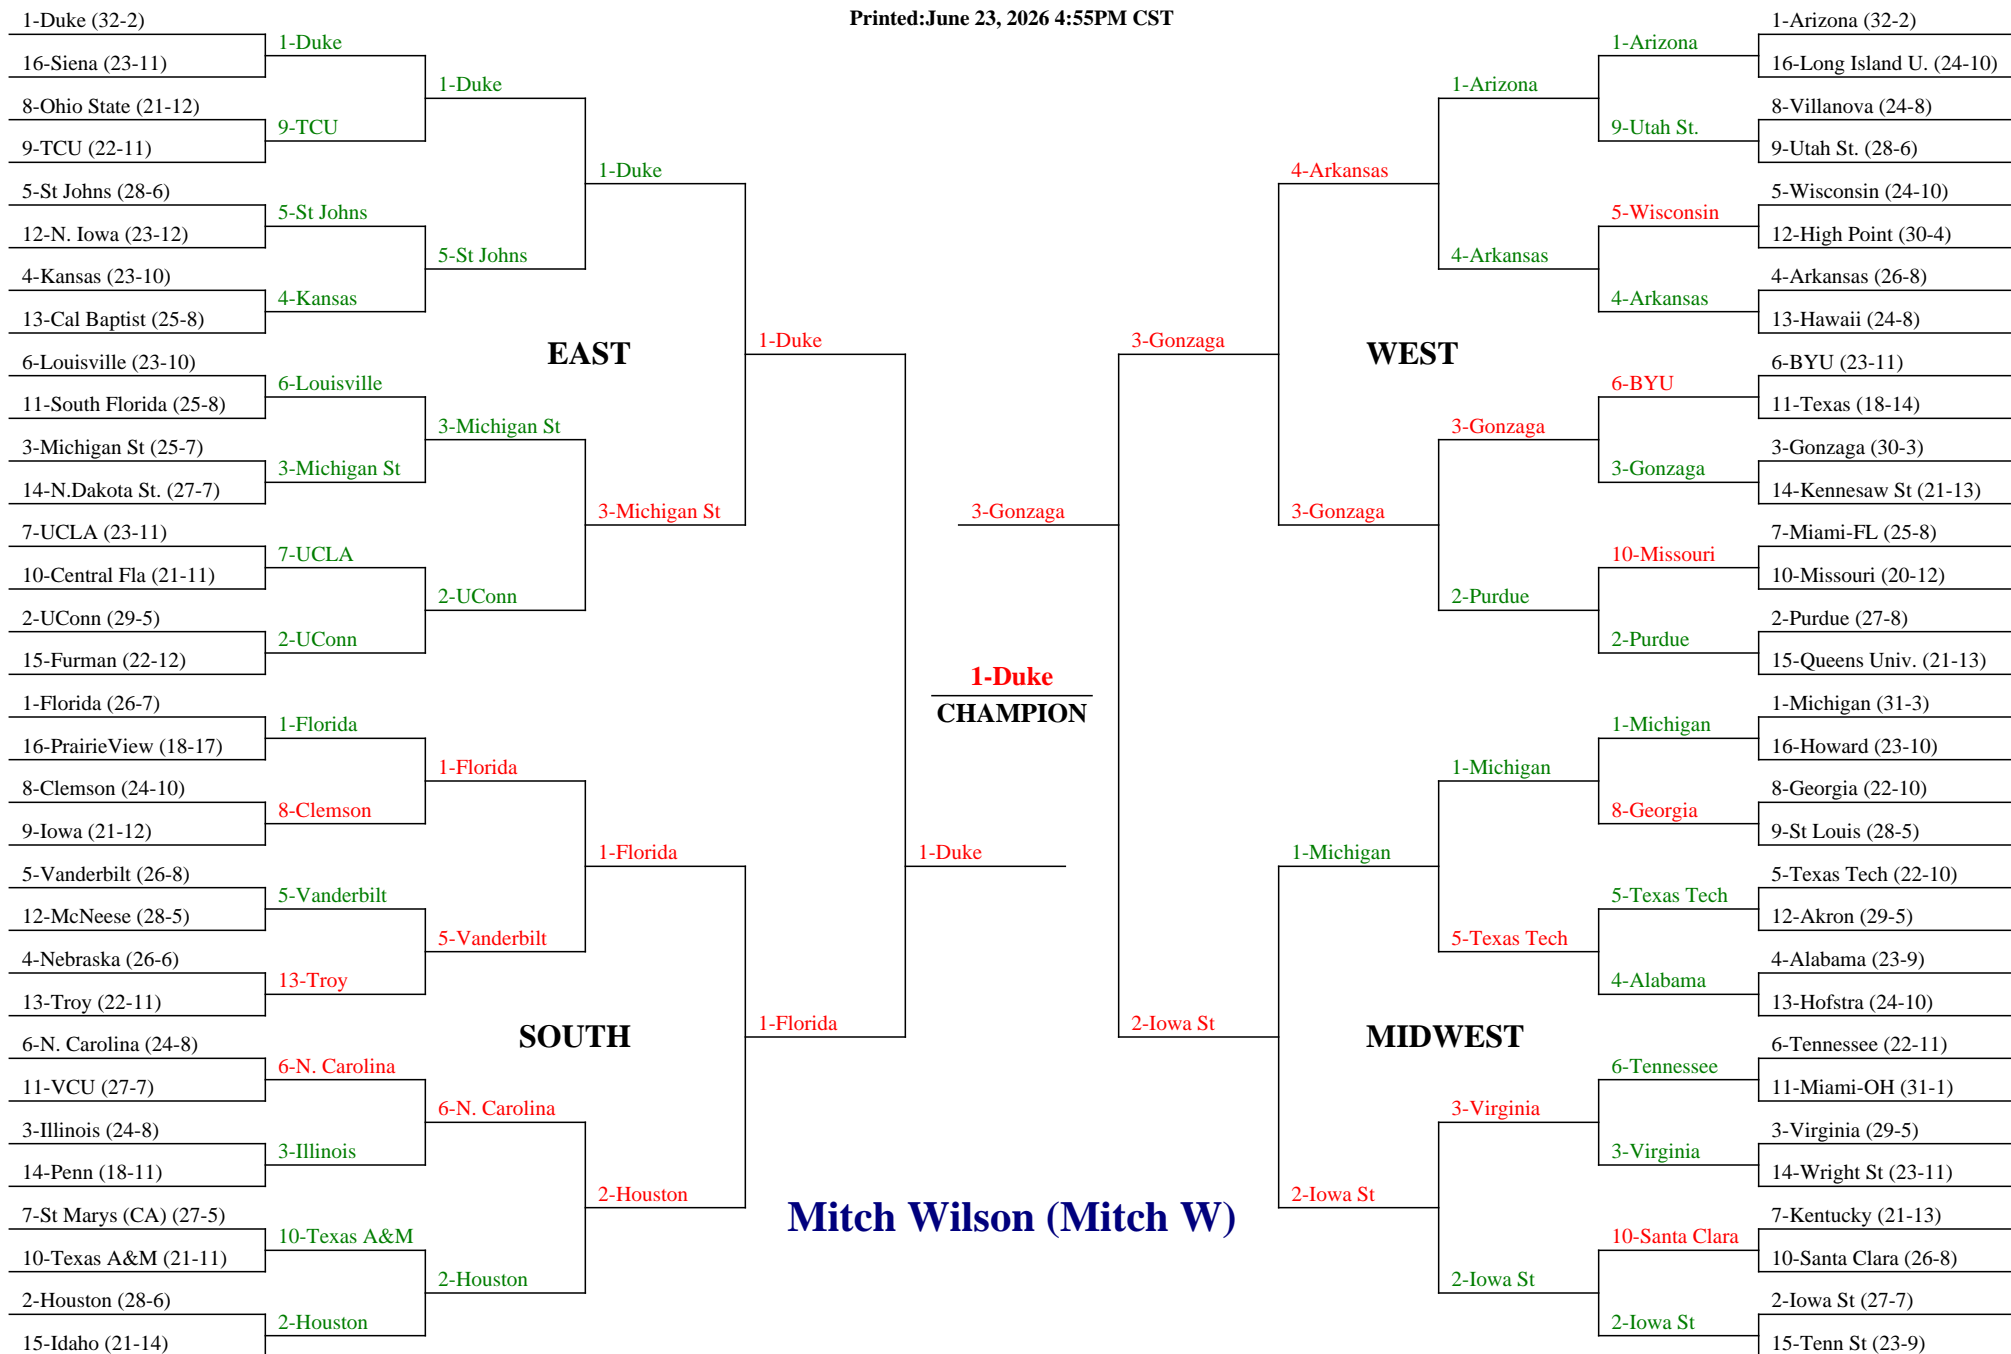 Printed:June 23, 2026 4:55PM CST
1-Duke (32-2)
16-Siena (23-11)
8-Ohio State (21-12)
9-TCU (22-11)
5-St Johns (28-6)
12-N. Iowa (23-12)
4-Kansas (23-10)
13-Cal Baptist (25-8)
6-Louisville (23-10)
11-South Florida (25-8)
3-Michigan St (25-7)
14-N.Dakota St. (27-7)
7-UCLA (23-11)
10-Central Fla (21-11)
2-UConn (29-5)
15-Furman (22-12)
1-Florida (26-7)
16-PrairieView (18-17)
8-Clemson (24-10)
9-Iowa (21-12)
5-Vanderbilt (26-8)
12-McNeese (28-5)
4-Nebraska (26-6)
13-Troy (22-11)
6-N. Carolina (24-8)
11-VCU (27-7)
3-Illinois (24-8)
14-Penn (18-11)
7-St Marys (CA) (27-5)
10-Texas A&M (21-11)
2-Houston (28-6)
15-Idaho (21-14)
1-Duke
9-TCU
5-St Johns
4-Kansas
6-Louisville
3-Michigan St
7-UCLA
2-UConn
1-Florida
8-Clemson
5-Vanderbilt
13-Troy
6-N. Carolina
3-Illinois
10-Texas A&M
2-Houston
1-Duke
5-St Johns
3-Michigan St
2-UConn
1-Florida
5-Vanderbilt
6-N. Carolina
2-Houston
1-Duke
3-Michigan St
1-Florida
2-Houston
EAST
SOUTH
1-Duke
1-Florida
1-Duke
3-Gonzaga
1-Duke
CHAMPION
Mitch Wilson (Mitch W)
3-Gonzaga
2-Iowa St
WEST
MIDWEST
4-Arkansas
3-Gonzaga
1-Michigan
2-Iowa St
1-Arizona
4-Arkansas
3-Gonzaga
2-Purdue
1-Michigan
5-Texas Tech
3-Virginia
2-Iowa St
1-Arizona
9-Utah St.
5-Wisconsin
4-Arkansas
6-BYU
3-Gonzaga
10-Missouri
2-Purdue
1-Michigan
8-Georgia
5-Texas Tech
4-Alabama
6-Tennessee
3-Virginia
10-Santa Clara
2-Iowa St
1-Arizona (32-2)
16-Long Island U. (24-10)
8-Villanova (24-8)
9-Utah St. (28-6)
5-Wisconsin (24-10)
12-High Point (30-4)
4-Arkansas (26-8)
13-Hawaii (24-8)
6-BYU (23-11)
11-Texas (18-14)
3-Gonzaga (30-3)
14-Kennesaw St (21-13)
7-Miami-FL (25-8)
10-Missouri (20-12)
2-Purdue (27-8)
15-Queens Univ. (21-13)
1-Michigan (31-3)
16-Howard (23-10)
8-Georgia (22-10)
9-St Louis (28-5)
5-Texas Tech (22-10)
12-Akron (29-5)
4-Alabama (23-9)
13-Hofstra (24-10)
6-Tennessee (22-11)
11-Miami-OH (31-1)
3-Virginia (29-5)
14-Wright St (23-11)
7-Kentucky (21-13)
10-Santa Clara (26-8)
2-Iowa St (27-7)
15-Tenn St (23-9)